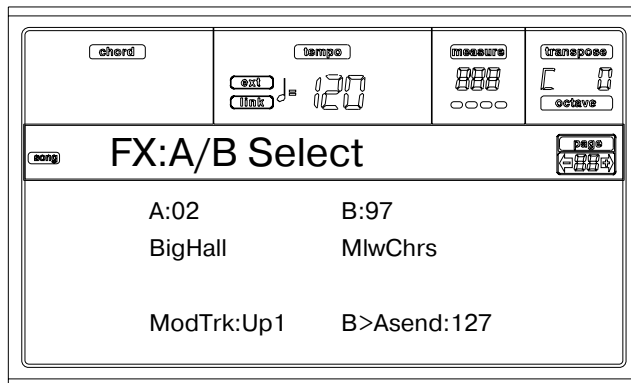 chord tempo measure transpose
ext
link
♩= 120 888 C 0
octave
song FX:A/B Select page
88
A:02 B:97
BigHall MlwChrs
ModTrk:Up1 B>Asend:127